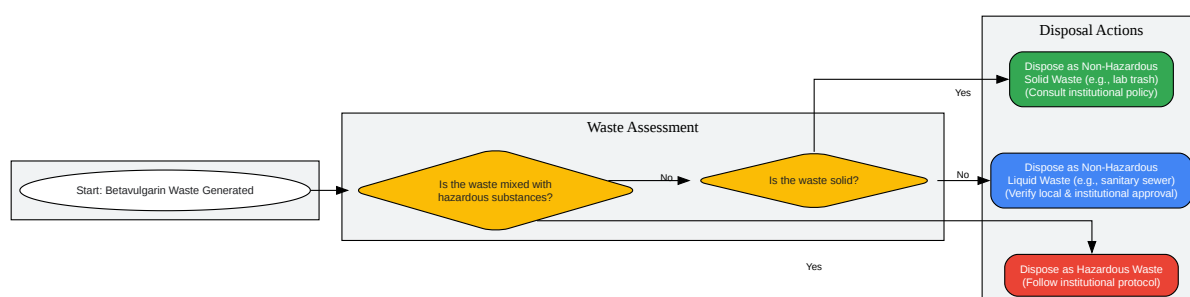 Disposal Actions
Dispose as Non-Hazardous
Solid Waste (e.g., lab trash)
(Consult institutional policy)
Yes
Waste Assessment
Start: Betavulgarin Waste Generated
Is the waste mixed with
hazardous substances?
No
Is the waste solid?
No
Dispose as Non-Hazardous
Liquid Waste (e.g., sanitary sewer)
(Verify local & institutional approval)
Yes
Dispose as Hazardous Waste
(Follow institutional protocol)